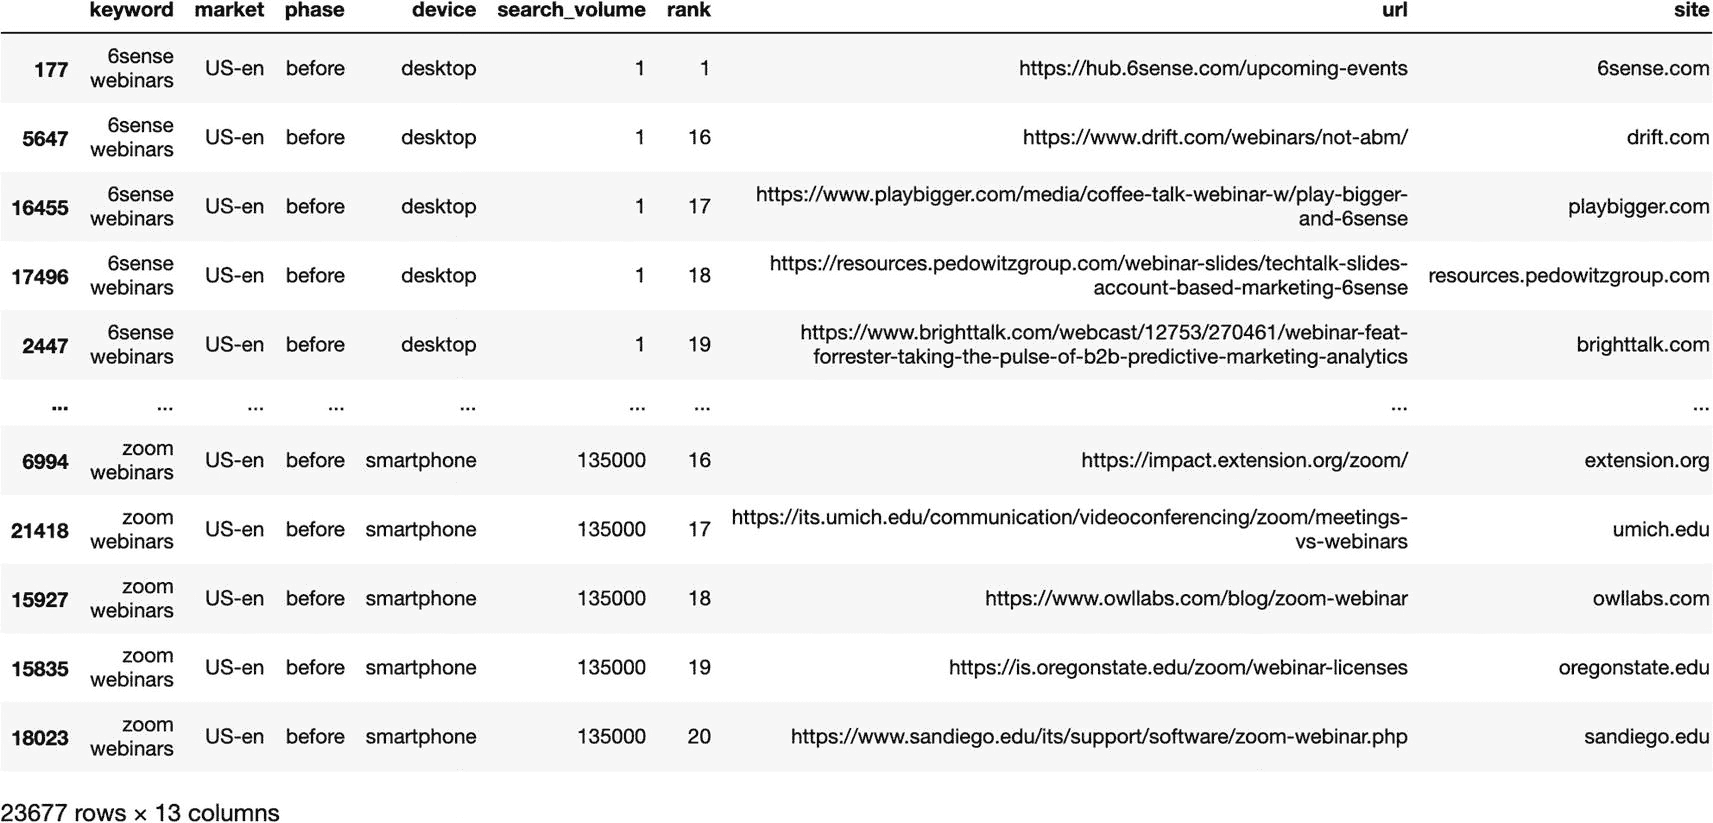 keyword market phase device search_volume rank url site
177 6sense webinars US-en before desktop 1 1 https://hub.6sense.com/upcoming-events 6sense.com
5647 6sense webinars US-en before desktop 1 16 https://www.drift.com/webinars/not-abm/ drift.com
16455 6sense webinars US-en before desktop 1 17 https://www.playbigger.com/media/coffee-talk-webinar-w/play-bigger-and-6sense playbigger.com
17496 6sense webinars US-en before desktop 1 18 https://resources.pedowitzgroup.com/webinar-slides/techtalk-slides-account-based-marketing-6sense resources.pedowitzgroup.com
2447 6sense webinars US-en before desktop 1 19 https://www.brighttalk.com/webcast/12753/270461/webinar-feat-forrester-taking-the-pulse-of-b2b-predictive-marketing-analytics brighttalk.com
... ... ... ... ... ... ... ... ...
6994 zoom webinars US-en before smartphone 135000 16 https://impact.extension.org/zoom/ extension.org
21418 zoom webinars US-en before smartphone 135000 17 https://its.umich.edu/communication/videoconferencing/zoom/meetings-vs-webinars umich.edu
15927 zoom webinars US-en before smartphone 135000 18 https://www.owllabs.com/blog/zoom-webinar owllabs.com
15835 zoom webinars US-en before smartphone 135000 19 https://is.oregonstate.edu/zoom/webinar-licenses oregonstate.edu
18023 zoom webinars US-en before smartphone 135000 20 https://www.sandiego.edu/its/support/software/zoom-webinar.php sandiego.edu
23677 rows × 13 columns